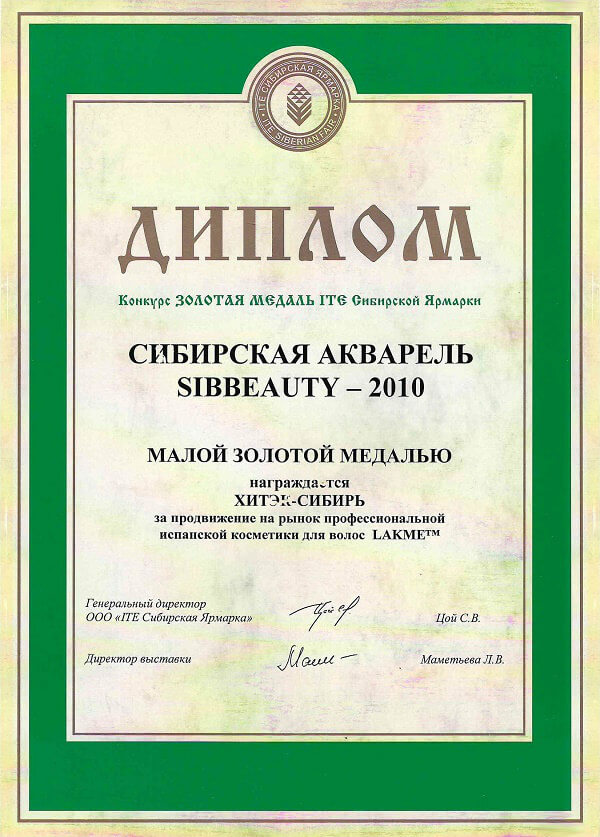 ITE СИБИРСКАЯ ЯРМАРКА
ITE SIBERIAN FAIR
ДИПЛОМ
Конкурс ЗОЛОТАЯ МЕДАЛЬ ITE Сибирской Ярмарки
СИБИРСКАЯ АКВАРЕЛЬ
SIBBEAUTY – 2010
МАЛОЙ ЗОЛОТОЙ МЕДАЛЬЮ
награждается
ХИТЭК-СИБИРЬ
за продвижение на рынок профессиональной
испанской косметики для волос LAKME™
Генеральный директор
ООО «ITE Сибирская Ярмарка» Цой С.В.
Директор выставки Маметьева Л.В.